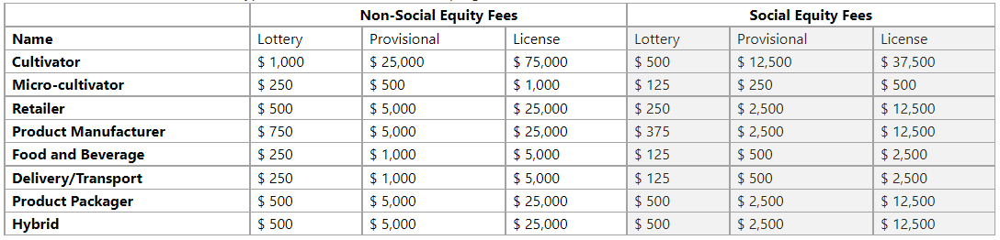 Non-Social Equity Fees Social Equity Fees
Name Lottery Provisional License Lottery Provisional License
Cultivator $ 1,000 $ 25,000 $ 75,000 $ 500 $ 12,500 $ 37,500
Micro-cultivator $ 250 $ 500 $ 1,000 $ 125 $ 250 $ 500
Retailer $ 500 $ 5,000 $ 25,000 $ 250 $ 2,500 $ 12,500
Product Manufacturer $ 750 $ 5,000 $ 25,000 $ 375 $ 2,500 $ 12,500
Food and Beverage $ 250 $ 1,000 $ 5,000 $ 125 $ 500 $ 2,500
Delivery/Transport $ 250 $ 1,000 $ 5,000 $ 125 $ 500 $ 2,500
Product Packager $ 500 $ 5,000 $ 25,000 $ 500 $ 2,500 $ 12,500
Hybrid $ 500 $ 5,000 $ 25,000 $ 500 $ 2,500 $ 12,500